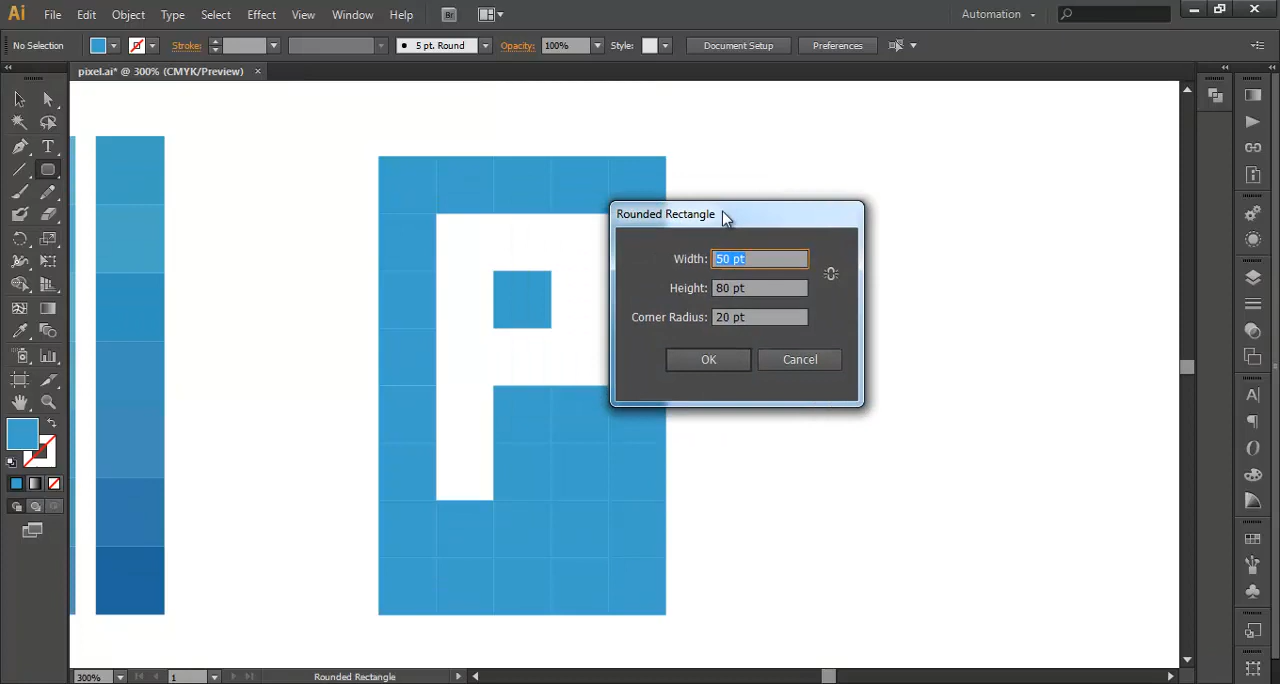 Ai File Edit Object Type Select Effect View Window Help Br Automation
No Selection Stroke: 5 pt. Round Opacity: 100% Style: Document Setup Preferences
pixel.ai* @ 300% (CMYK/Preview)
T
Rounded Rectangle
Width: 50 pt
Height: 80 pt
Corner Radius: 20 pt
OK Cancel
A
¶
O
300% 1 Rounded Rectangle